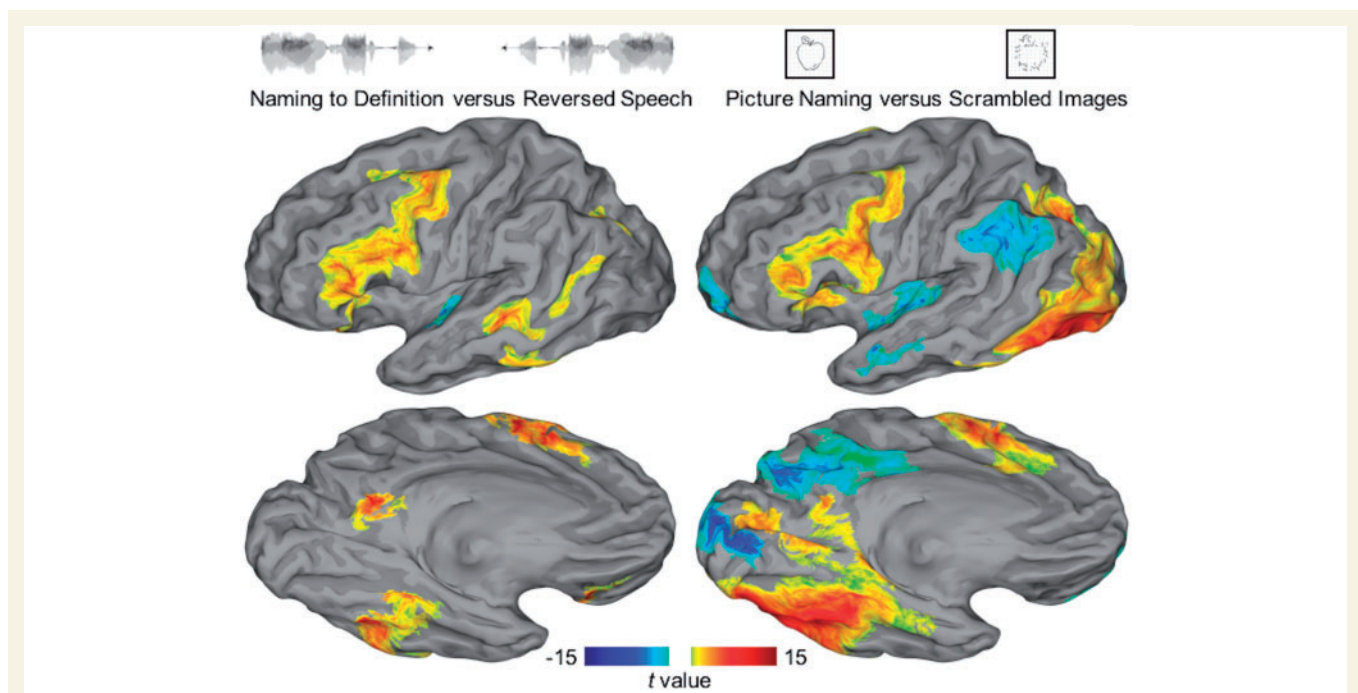 Naming to Definition versus Reversed Speech
Picture Naming versus Scrambled Images
-15
15
t value